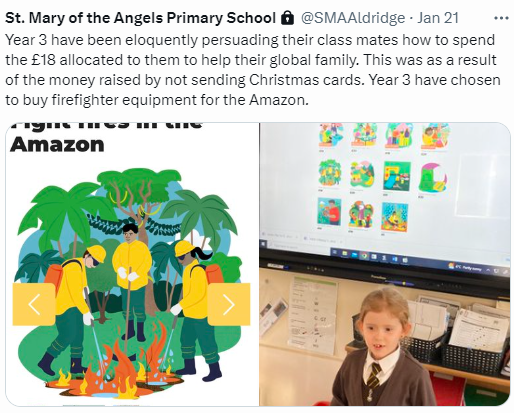 St. Mary of the Angels Primary School @SMAAldridge · Jan 21
Year 3 have been eloquently persuading their class mates how to spend
the £18 allocated to them to help their global family. This was as a result
of the money raised by not sending Christmas cards. Year 3 have chosen
to buy firefighter equipment for the Amazon.
Fight fires in the
Amazon